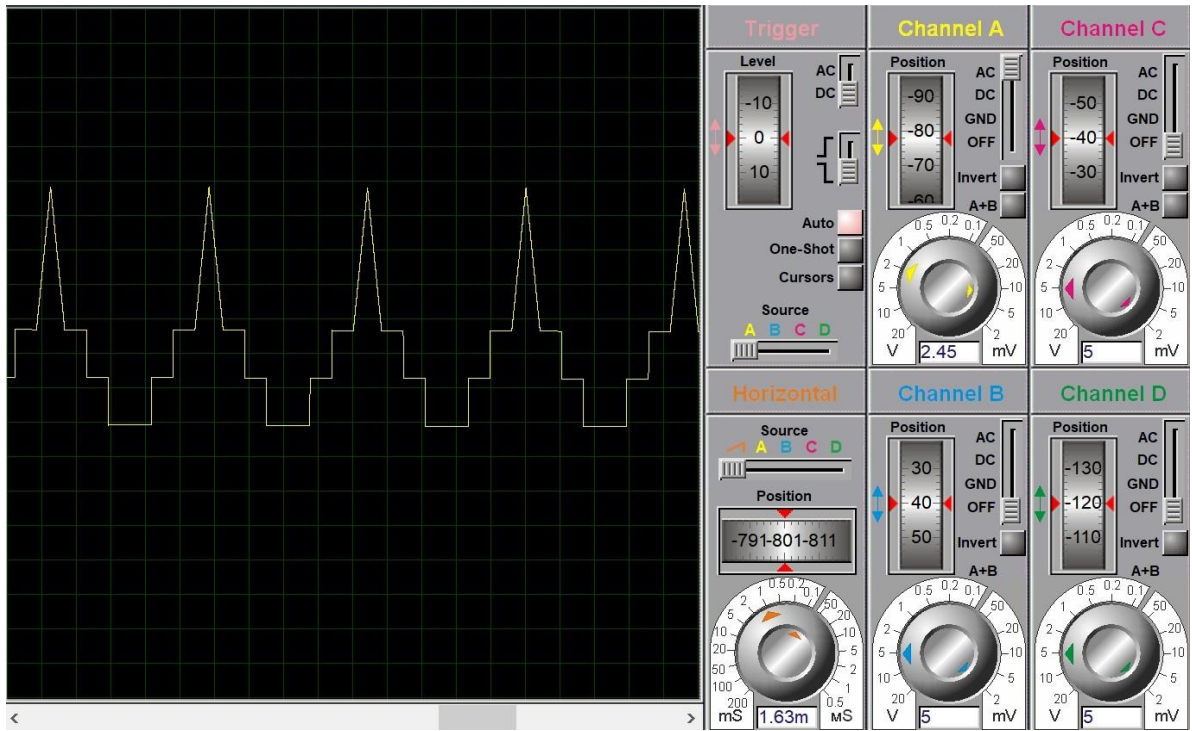 Trigger
Level
-10
0
10
AC
DC
Auto
One-Shot
Cursors
Source
A B C D
Channel A
Position
-90
-80
-70
-60
AC
DC
GND
OFF
Invert
A+B
20 10 5 2 1 0.5 0.2 0.1 50 20 10 5 2
V 2.45 mV
Channel C
Position
-50
-40
-30
AC
DC
GND
OFF
Invert
A+B
20 10 5 2 1 0.5 0.2 0.1 50 20 10 5 2
V 5 mV
Horizontal
Source
A B C D
Position
-791-801-811
200 100 50 20 10 5 2 1 0.5 0.2 0.1 50 20 10 5 2 1 0.5
mS 1.63m мS
Channel B
Position
30
40
50
AC
DC
GND
OFF
Invert
A+B
20 10 5 2 1 0.5 0.2 0.1 50 20 10 5 2
V 5 mV
Channel D
Position
-130
-120
-110
AC
DC
GND
OFF
Invert
A+B
20 10 5 2 1 0.5 0.2 0.1 50 20 10 5 2
V 5 mV